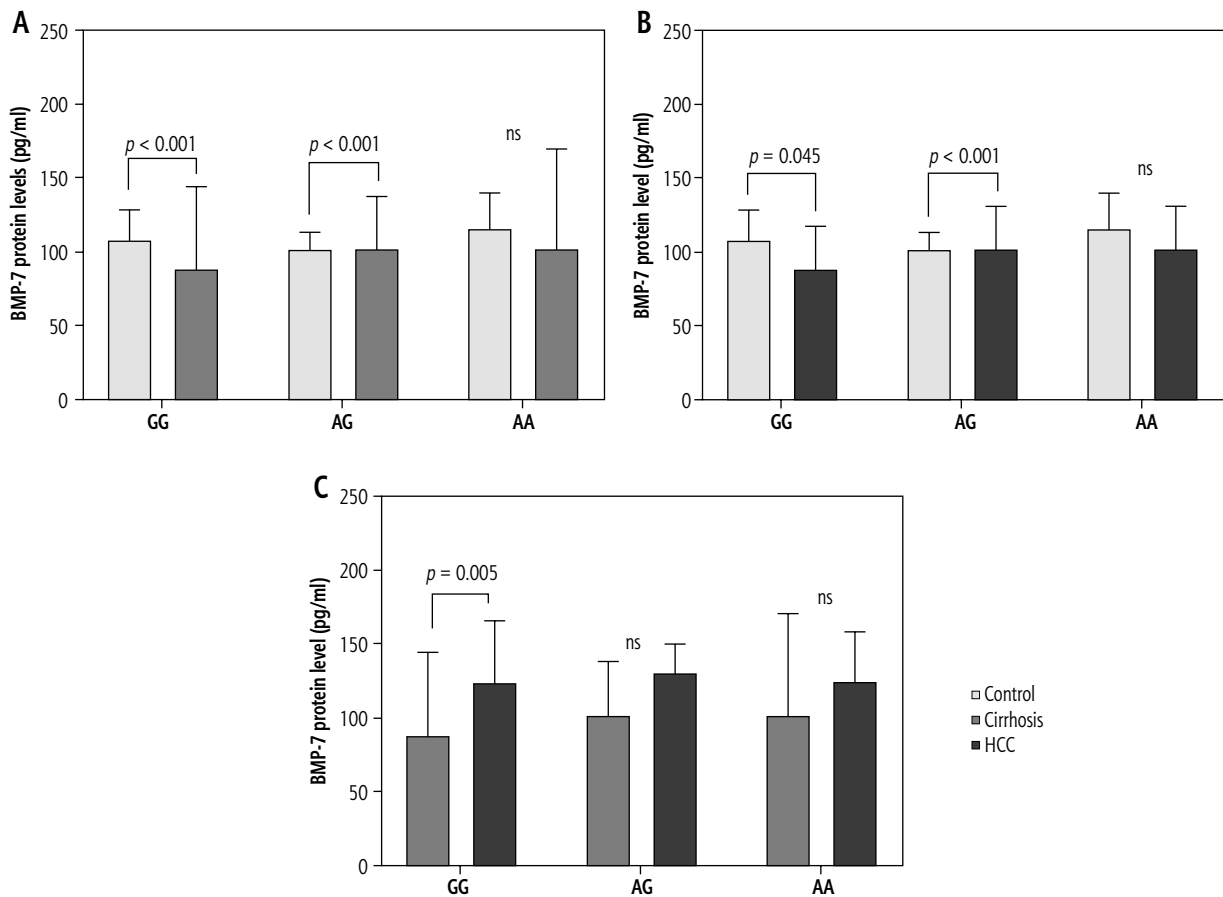 A
BMP-7 protein levels (pg/ml)
250
200
150
100
50
0
p < 0.001
p < 0.001
ns
GG AG AA
B
BMP-7 protein level (pg/ml)
250
200
150
100
50
0
p = 0.045
p < 0.001
ns
GG AG AA
C
BMP-7 protein level (pg/ml)
250
200
150
100
50
0
p = 0.005
ns
ns
GG AG AA
Control
Cirrhosis
HCC